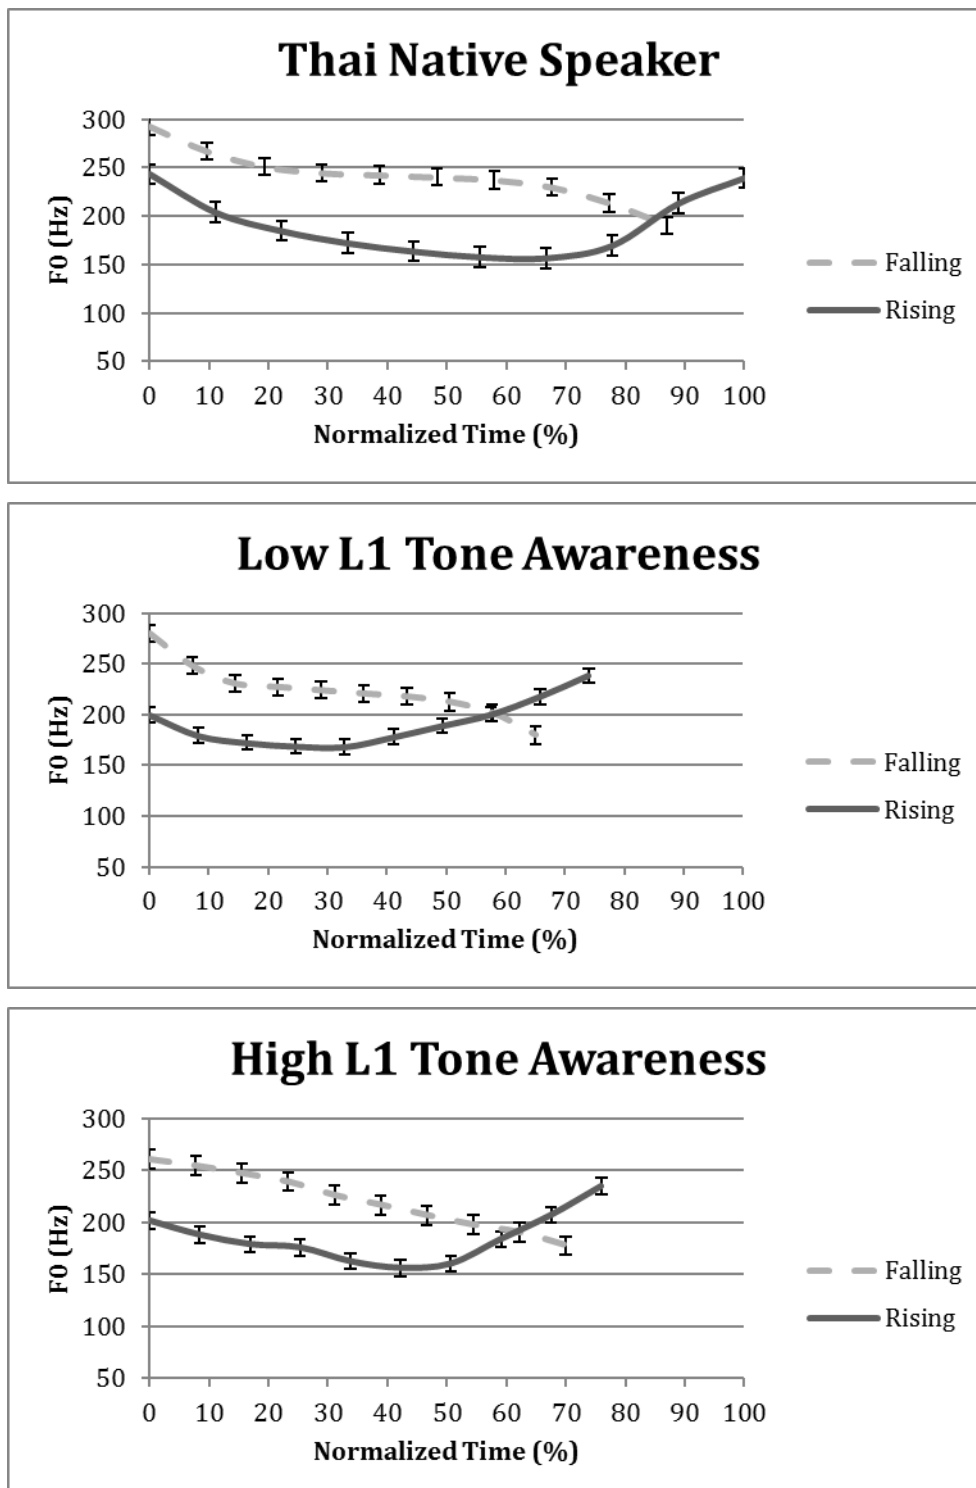 Thai Native Speaker
300
250
200
150
100
50
F0 (Hz)
0 10 20 30 40 50 60 70 80 90 100
Normalized Time (%)
Falling
Rising
Low L1 Tone Awareness
300
250
200
150
100
50
F0 (Hz)
0 10 20 30 40 50 60 70 80 90 100
Normalized Time (%)
Falling
Rising
High L1 Tone Awareness
300
250
200
150
100
50
F0 (Hz)
0 10 20 30 40 50 60 70 80 90 100
Normalized Time (%)
Falling
Rising